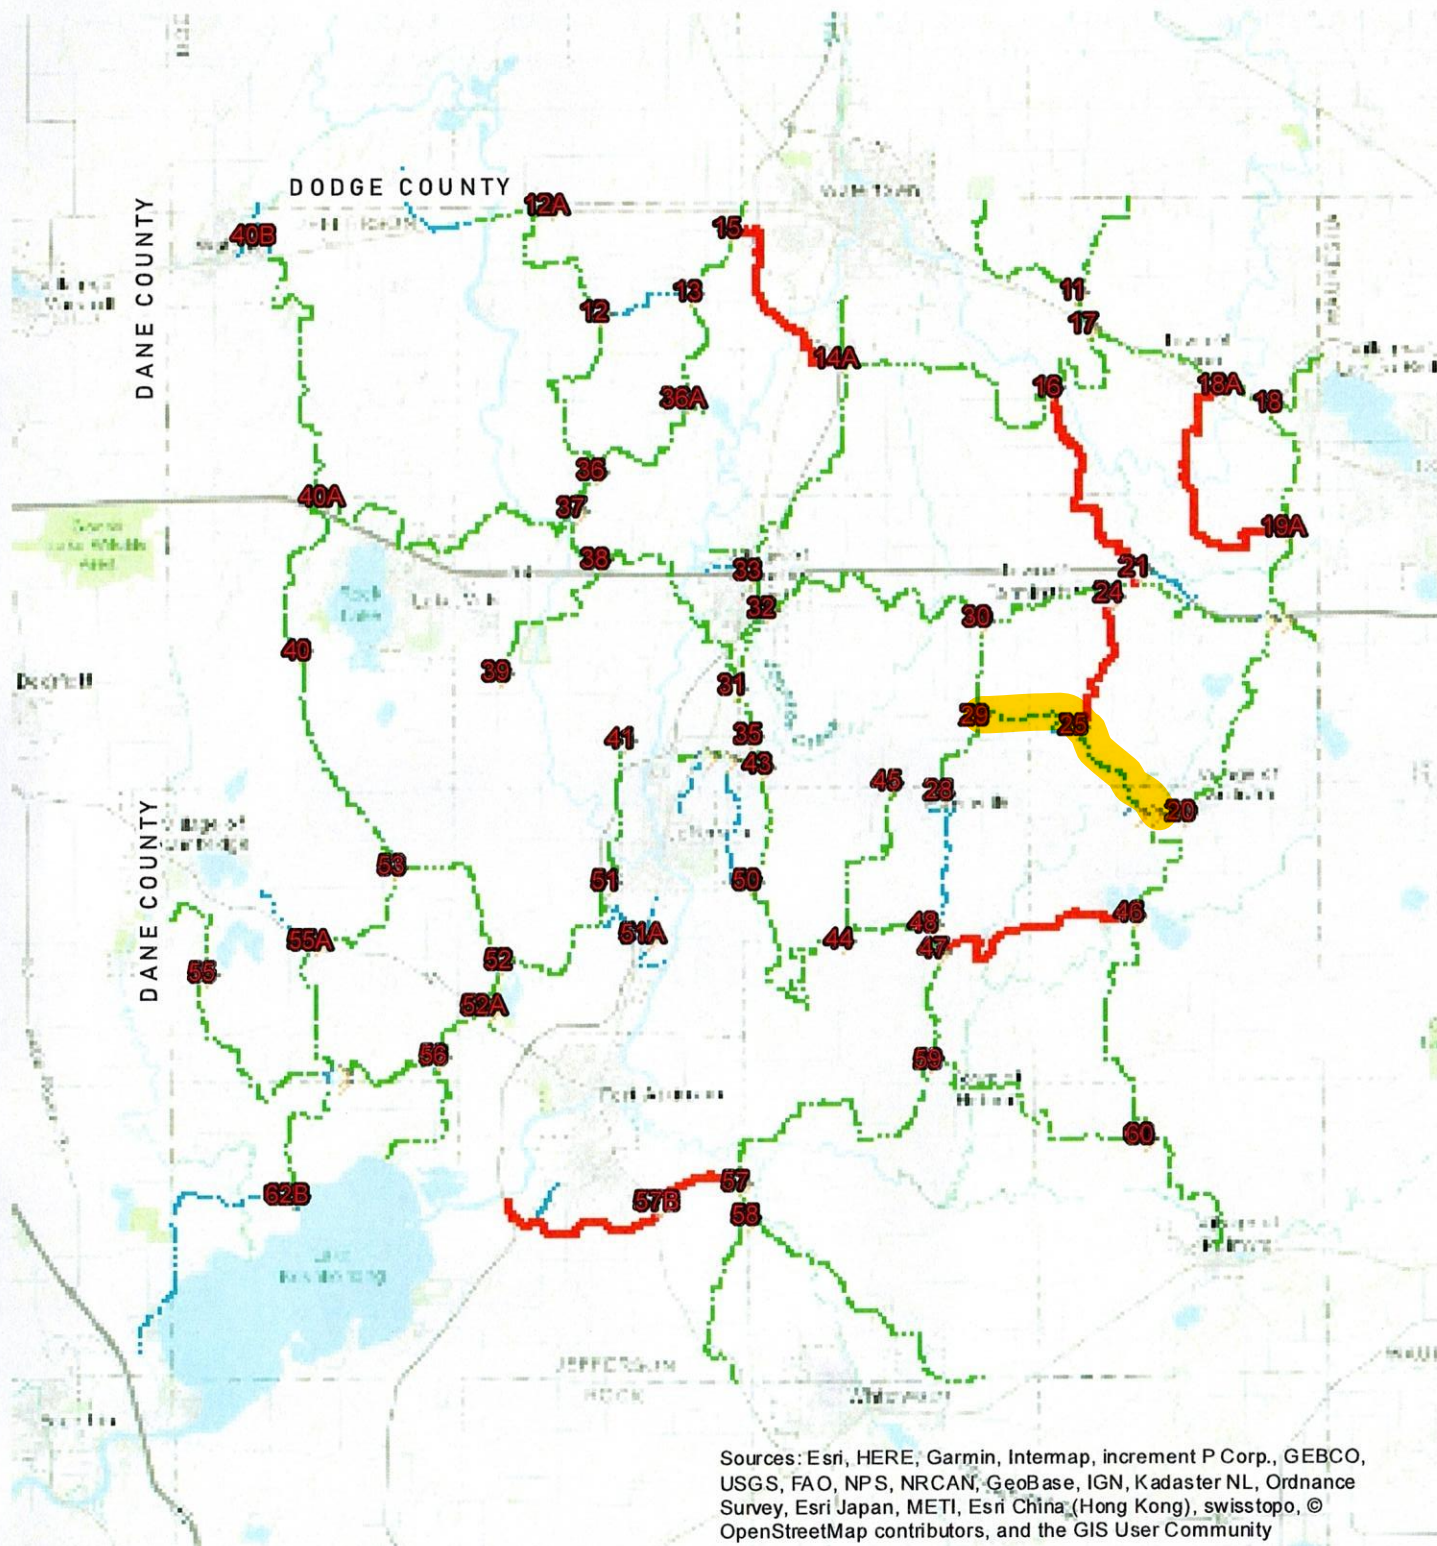 DODGE COUNTY
12A
15
40B
DANE COUNTY
11
13
12
17
14A
16
18A
18
36A
36
40A
37
19A
38
33
21
24
32
30
40
39
31
29
25
41
35
43
45
28
20
DANE COUNTY
53
51
50
46
48
51A
44
47
55A
52
55
52A
56
59
60
57
62B
57B
58
JEFFERSON
ROCK
Sources: Esri, HERE, Garmin, Intermap, increment P Corp., GEBCO,
USGS, FAO, NPS, NRCAN, GeoBase, IGN, Kadaster NL, Ordnance
Survey, Esri Japan, METI, Esri China (Hong Kong), swisstopo, ©
OpenStreetMap contributors, and the GIS User Community